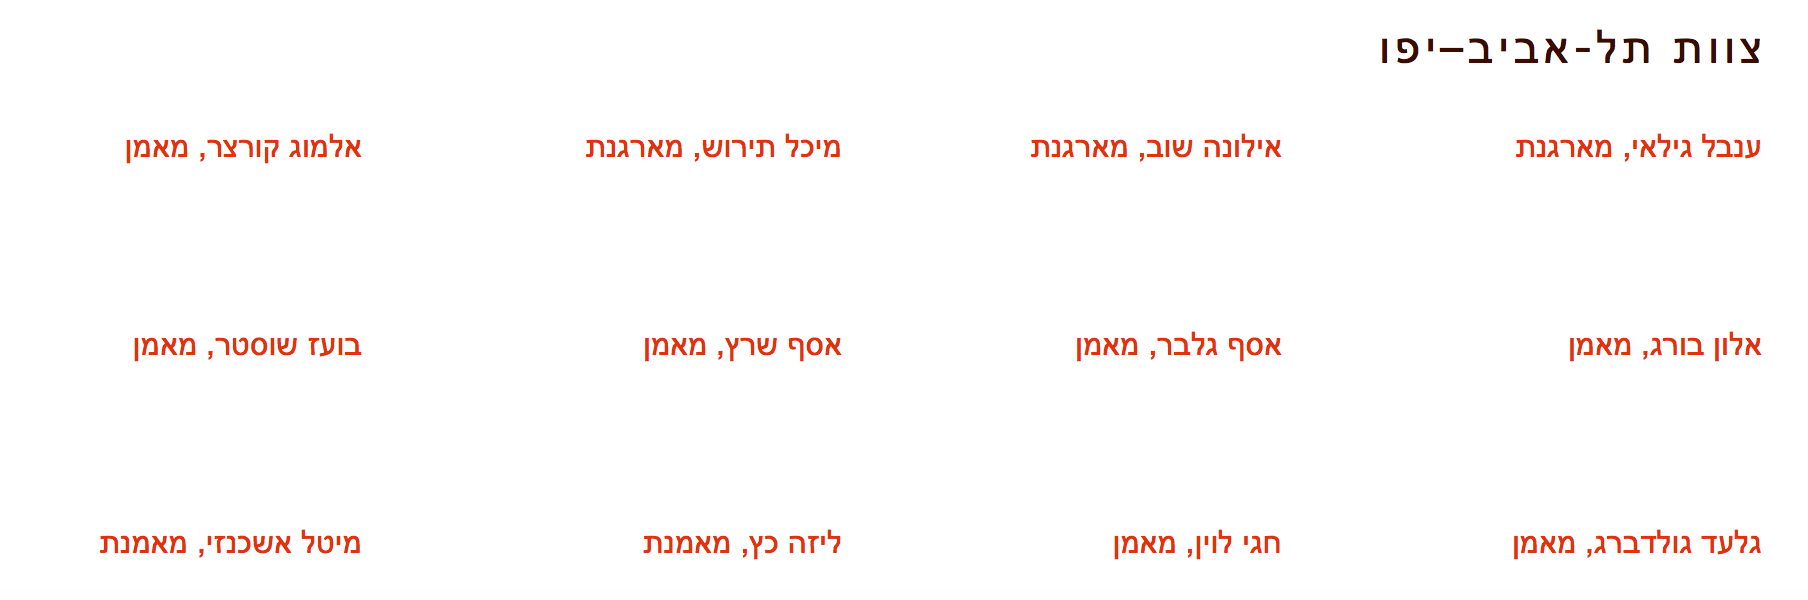 צוות תל-אביב–יפו
ענבל גילאי, מארגנת
אילונה שוב, מארגנת
מיכל תירוש, מארגנת
אלמוג קורצר, מאמן
אלון בורג, מאמן
אסף גלבר, מאמן
אסף שרץ, מאמן
בועז שוסטר, מאמן
גלעד גולדברג, מאמן
חגי לוין, מאמן
ליזה כץ, מאמנת
מיטל אשכנזי, מאמנת